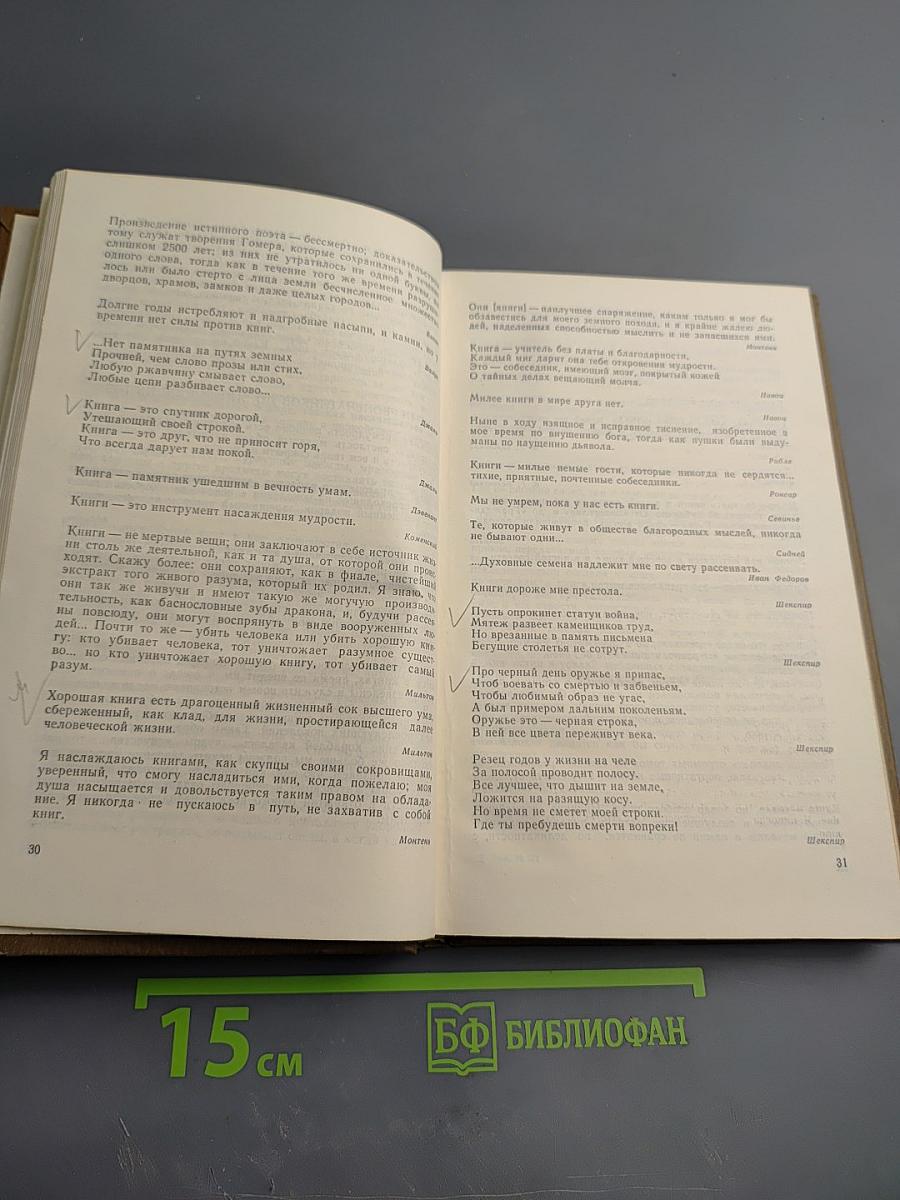 Произведение истинного поэта — бессмертно; доказательством
тому служат творения Гомера, которые сохранились в течение
слишком 2500 лет; из них не утратилось ни одной буквы, ни
одного слова, тогда как в течение того же времени разруши-
лось или было стерто с лица земли бесчисленное множество
дворцов, храмов, замков и даже целых городов...
Долгие годы истребляют и надгробные насыпи, и камни, но у
времени нет силы против книг.
...Нет памятника на путях земных
Прочней, чем слово прозы или стих,
Любую ржавчину смывает слово,
Любые цепи разбивает слово...
Книга — это спутник дорогой,
Утешающий своей строкой.
Книга — это друг, что не приносит горя,
Что всегда дарует нам покой.
Книга — памятник ушедшим в вечность умам.
Дэвенант
Книги — это инструмент насаждения мудрости.
Коменский
Книги — не мертвые вещи; они заключают в себе источник жиз-
ни столь же деятельной, как и та душа, от которой они проис-
ходят. Скажу более: они сохраняют, как в фиале, чистейший
экстракт того живого разума, который их родил. Я знаю, что
они так же живучи и имеют такую же могучую производи-
тельность, как баснословные зубы дракона, и, будучи рассея-
ны повсюду, они могут воспрянуть в виде вооруженных лю-
дей... Почти то же — убить человека или убить хорошую кни-
гу: кто убивает человека, тот уничтожает разумное сущест-
во... но кто уничтожает хорошую книгу, тот убивает самый
разум.
Мильтон
Хорошая книга есть драгоценный жизненный сок высшего ума,
сбереженный, как клад, для жизни, простирающейся далее
человеческой жизни.
Мильтон
Я наслаждаюсь книгами, как скупцы своими сокровищами,
уверенный, что смогу насладиться ими, когда пожелаю; моя
душа насыщается и довольствуется таким правом на облада-
ние. Я никогда не пускаюсь в путь, не захватив с собой
книг.
Монтень
30
Они [книги] — наилучшее снаряжение, каким только я мог бы
обзавестись для моего земного похода, и я крайне жалею лю-
дей, наделенных способностью мыслить и не запасшихся ими.
Монтень
Книга — учитель без платы и благодарности,
Каждый миг дарит она тебе откровения мудрости.
Это — собеседник, имеющий мозг, покрытый кожей
О тайных делах вещающий молча.
Навои
Милее книги в мире друга нет.
Навои
Ныне в ходу изящное и исправное тиснение, изобретенное в
мое время по внушению бога, тогда как пушки были выду-
маны по наущению дьявола.
Рабле
Книги — милые немые гости, которые никогда не сердятся...
тихие, приятные, почтенные собеседники.
Ронсар
Мы не умрем, пока у нас есть книги.
Севинье
Те, которые живут в обществе благородных мыслей, никогда
не бывают одни...
Сидней
...Духовные семена надлежит мне по свету рассеивать.
Иван Федоров
Книги дороже мне престола.
Шекспир
Пусть опрокинет статуи война,
Мятеж развеет каменщиков труд,
Но врезанные в память письмена
Бегущие столетья не сотрут.
Шекспир
Про черный день оружье я припас,
Чтоб воевать со смертью и забвеньем,
Чтобы любимый образ не угас,
А был примером дальним поколеньям.
Оружье это — черная строка,
В ней все цвета переживут века.
Шекспир
Резец годов у жизни на челе
За полосой проводит полосу.
Все лучшее, что дышит на земле,
Ложится на разящую косу.
Но время не сметет моей строки.
Где ты пребудешь смерти вопреки!
Шекспир
31
15 см
БФ БИБЛИОФАН